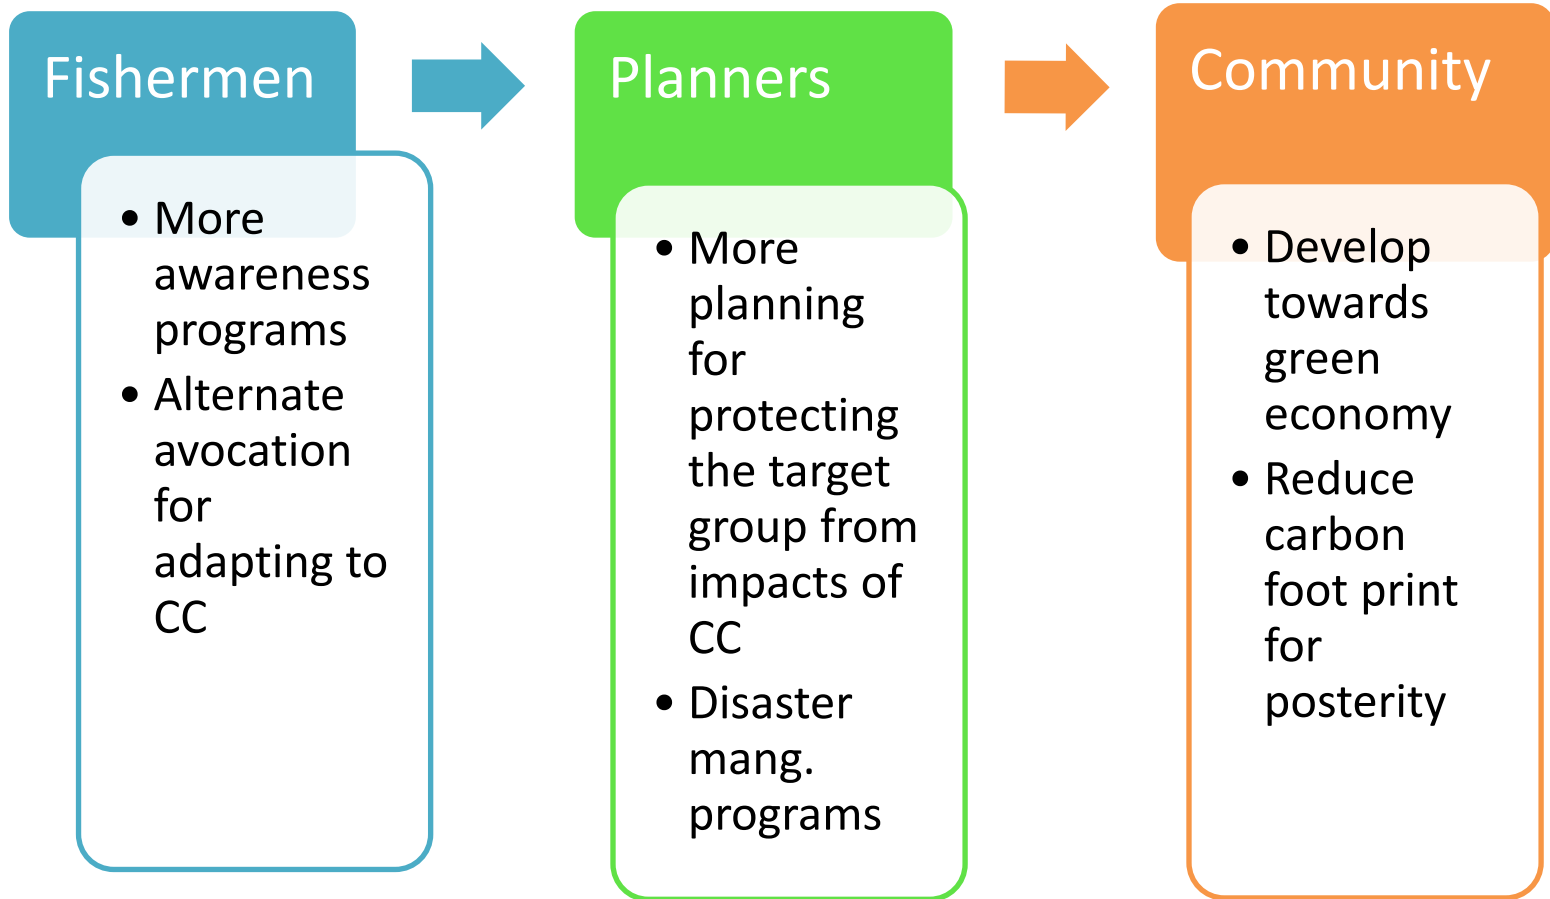 Fishermen
• More
awareness
programs
• Alternate
avocation
for
adapting to
CC
Planners
• More
planning
for
protecting
the target
group from
impacts of
CC
• Disaster
mang.
programs
Community
• Develop
towards
green
economy
• Reduce
carbon
foot print
for
posterity